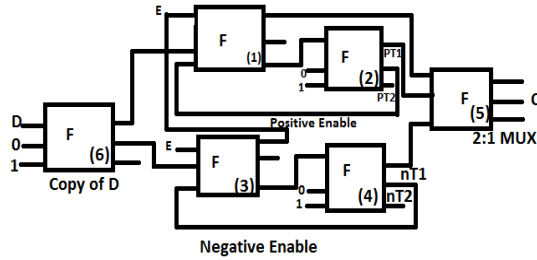 E
F
(1)
F
PT1
0
(2)
1
PT2
Positive Enable
F
(5)
2:1 MUX
D
F
0
(6)
1
Copy of D
E
F
(3)
F
nT1
0
(4)
nT2
1
Negative Enable